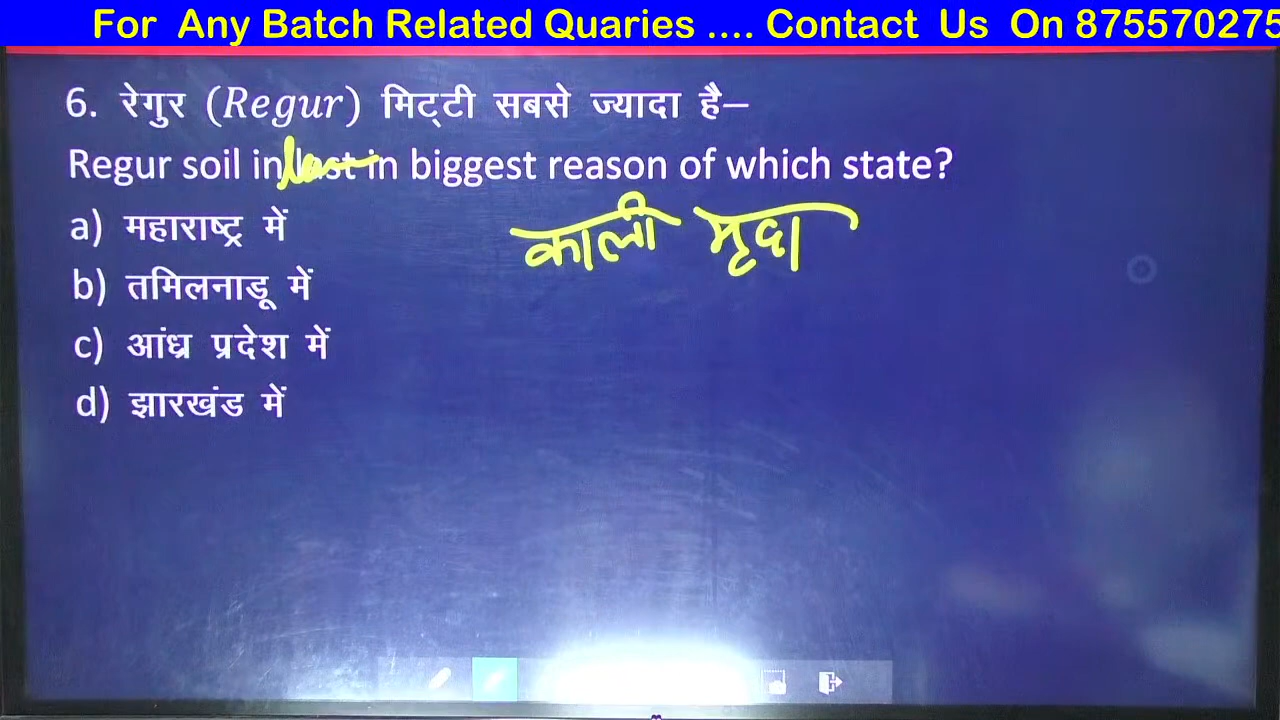 For Any Batch Related Quaries .... Contact Us On 875570275
6. रेगुर (Regur) मिट्टी सबसे ज्यादा है–
Regur soil in last in biggest reason of which state?
a) महाराष्ट्र में
काली मृदा
b) तमिलनाडू में
c) आंध्र प्रदेश में
d) झारखंड में